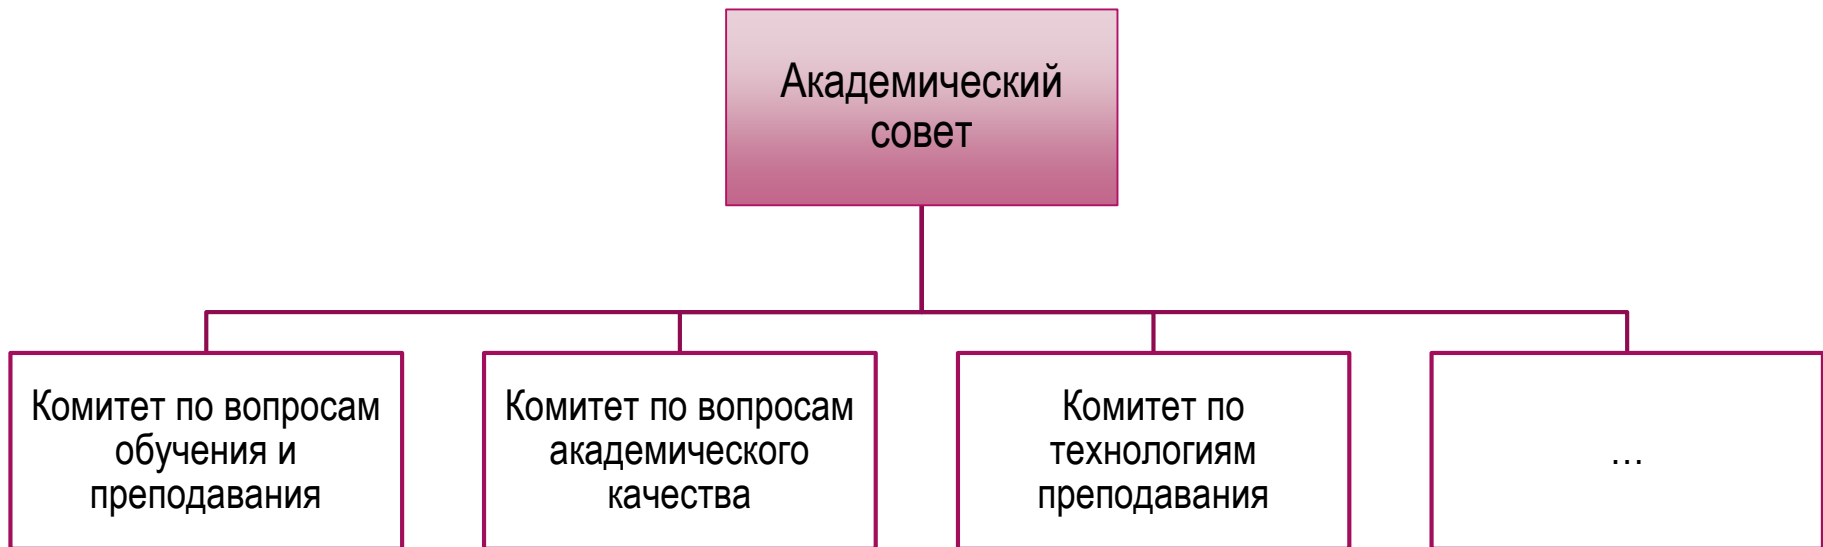 Академический
совет
Комитет по вопросам
обучения и
преподавания
Комитет по вопросам
академического
качества
Комитет по
технологиям
преподавания
…